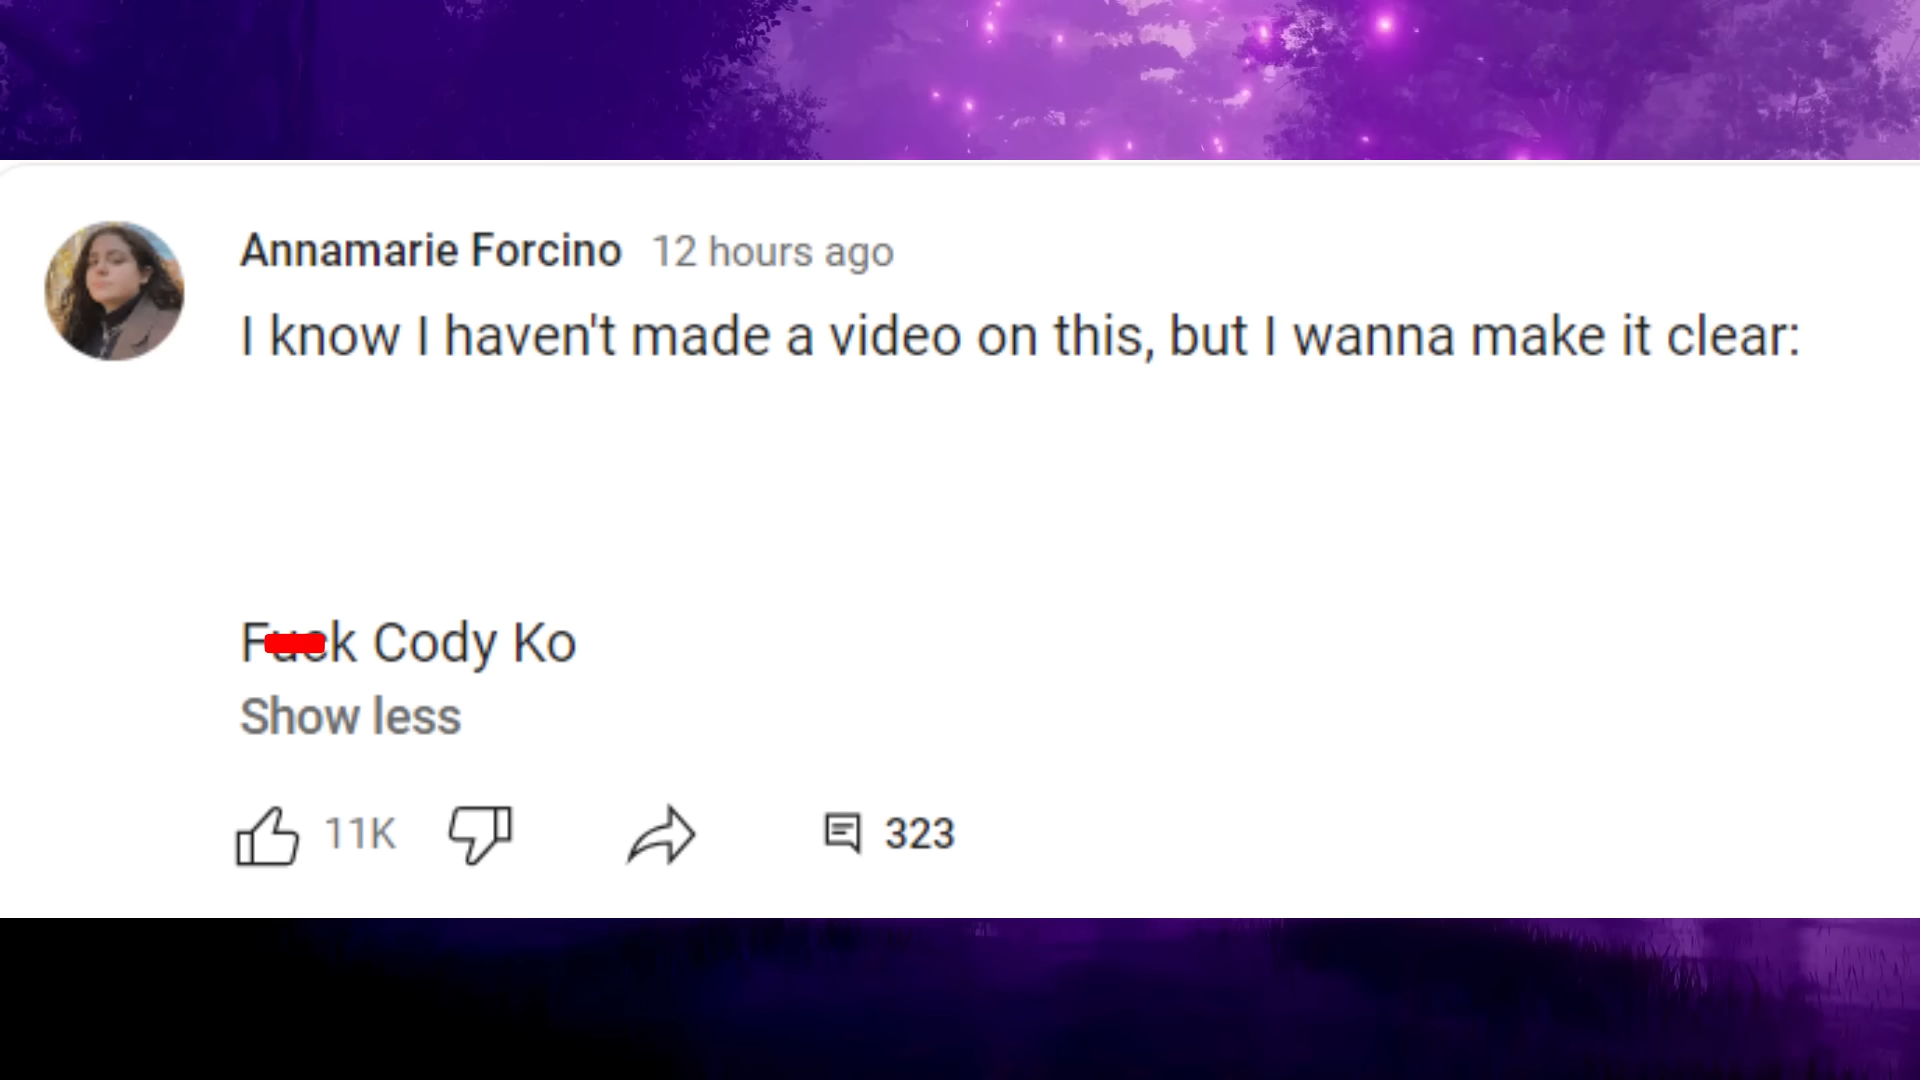 Annamarie Forcino 12 hours ago
I know I haven't made a video on this, but I wanna make it clear:
Fuck Cody Ko
Show less
11K 323